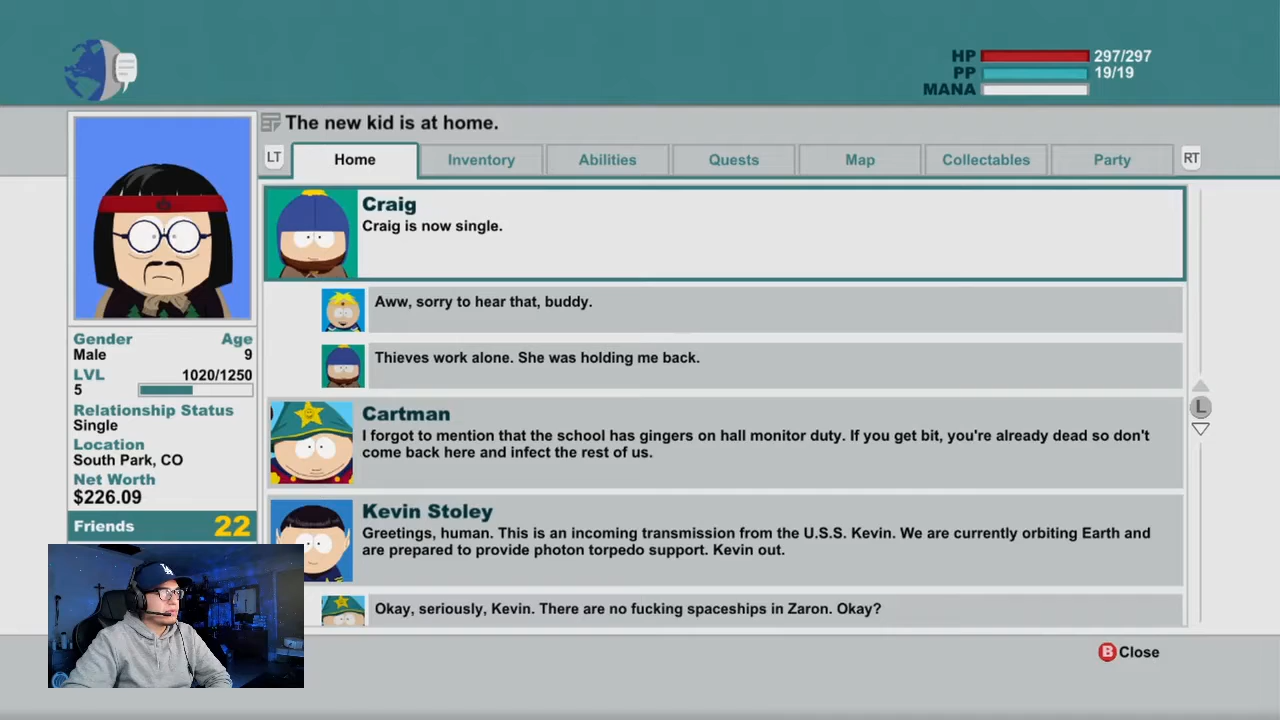 HP 297/297
PP 19/19
MANA
The new kid is at home.
LT Home Inventory Abilities Quests Map Collectables Party RT
Gender Age
Male 9
LVL 1020/1250
5
Relationship Status
Single
Location
South Park, CO
Net Worth
$226.09
Friends 22
Craig
Craig is now single.
Aww, sorry to hear that, buddy.
Thieves work alone. She was holding me back.
Cartman
I forgot to mention that the school has gingers on hall monitor duty. If you get bit, you're already dead so don't
come back here and infect the rest of us.
Kevin Stoley
Greetings, human. This is an incoming transmission from the U.S.S. Kevin. We are currently orbiting Earth and
are prepared to provide photon torpedo support. Kevin out.
Okay, seriously, Kevin. There are no fucking spaceships in Zaron. Okay?
L
B Close
LA